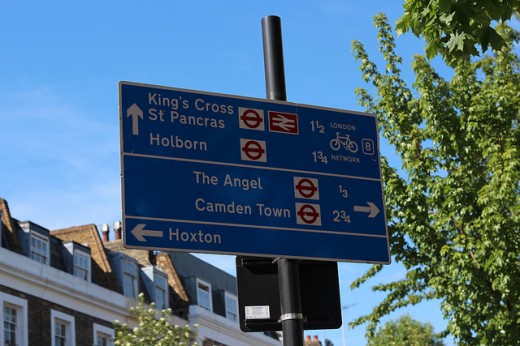 King's Cross
St Pancras 1½
Holborn 1¾
LONDON
NETWORK
B
The Angel ⅓
Camden Town 2¾
Hoxton